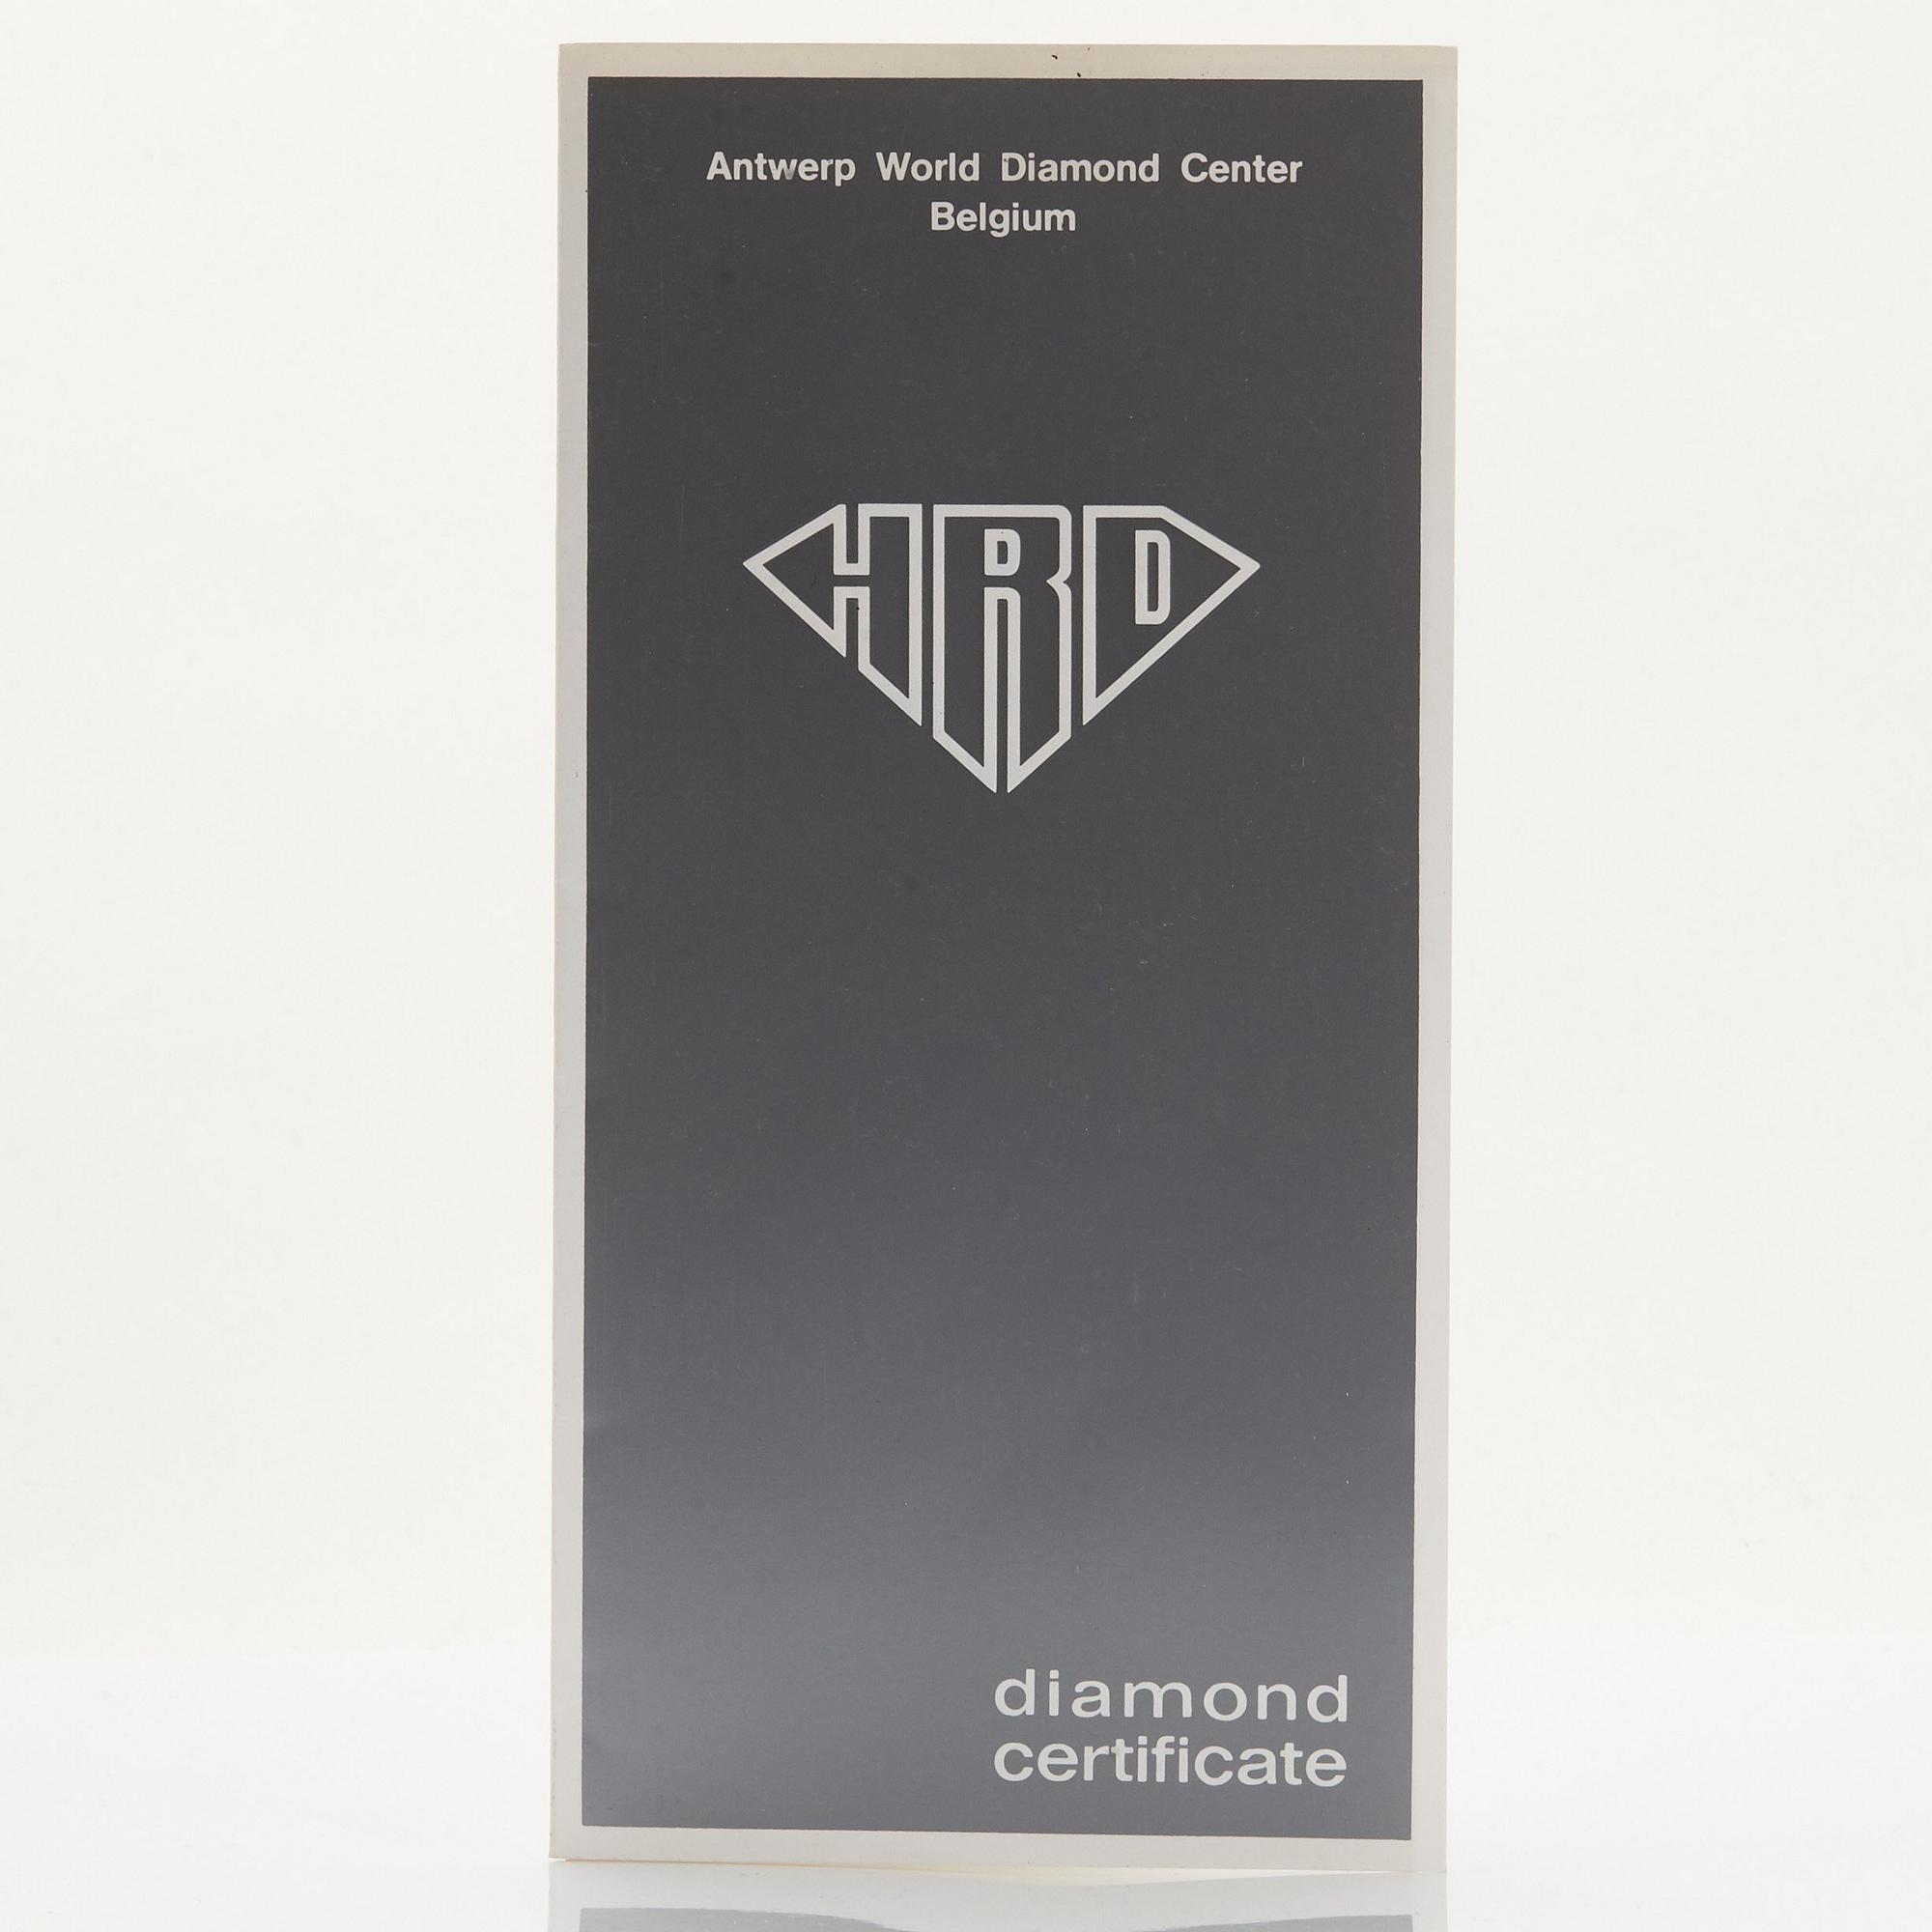 Antwerp World Diamond Center
Belgium
HRD
diamond
certificate